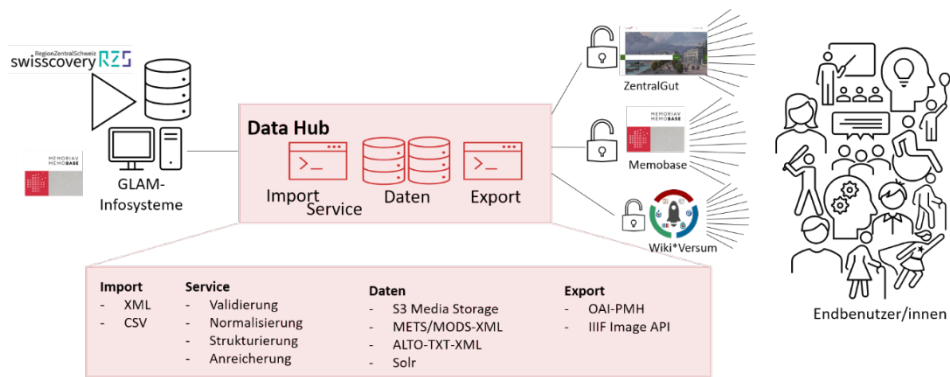 RegionZentralSchweiz
swisscovery RZS
MEMORIAV
MEMOBASE
GLAM-
Infosysteme
Data Hub
Import
Service
Daten
Export
ZentralGut
MEMORIAV
MEMOBASE
Memobase
Wiki*Versum
Endbenutzer/innen
Import
- XML
- CSV
Service
- Validierung
- Normalisierung
- Strukturierung
- Anreicherung
Daten
- S3 Media Storage
- METS/MODS-XML
- ALTO-TXT-XML
- Solr
Export
- OAI-PMH
- IIIF Image API